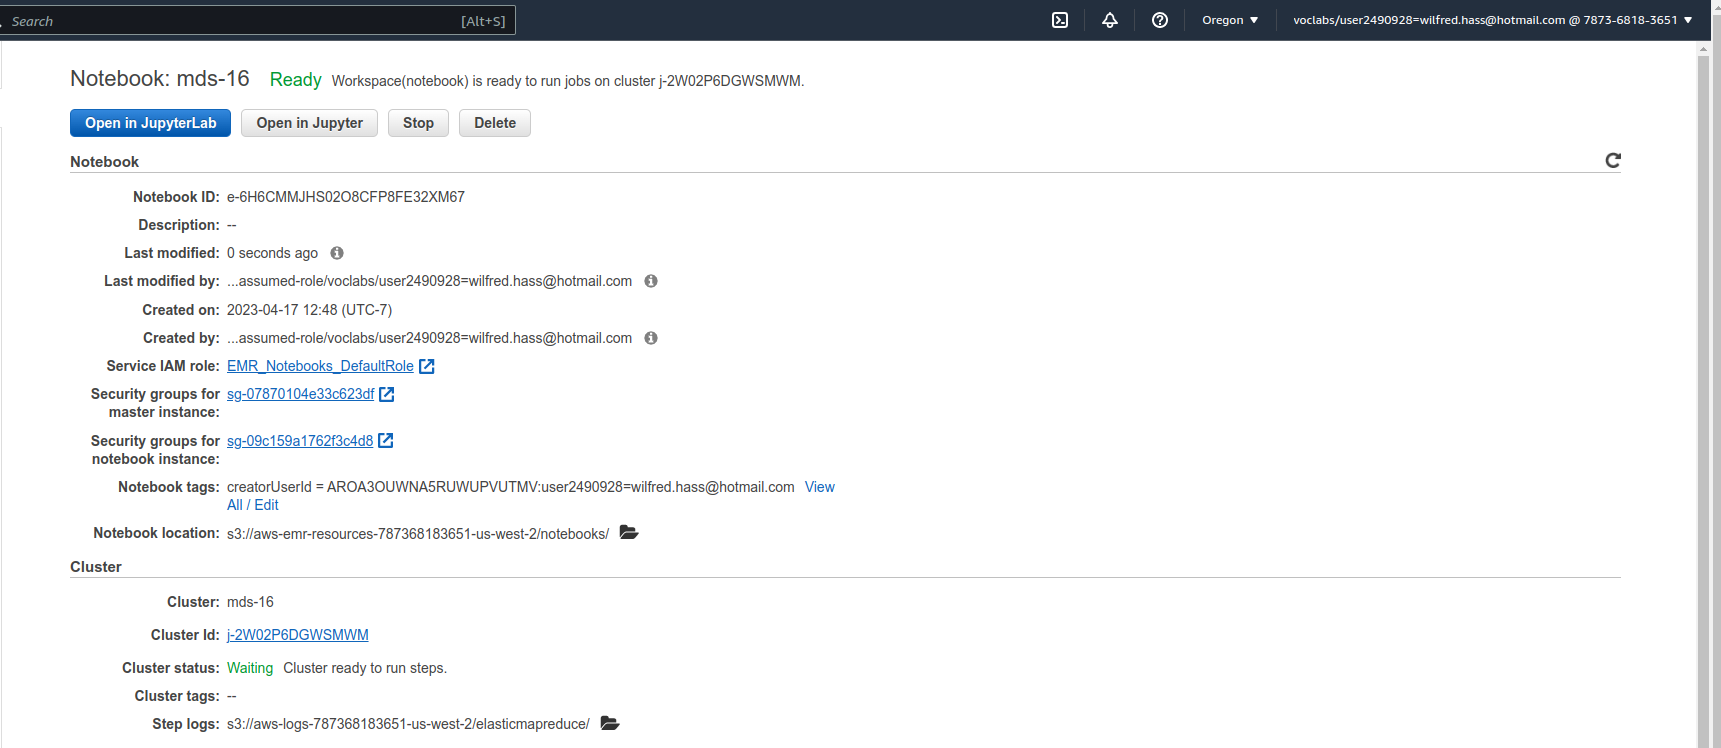 Search [Alt+S] Oregon voclabs/user2490928=wilfred.hass@hotmail.com @ 7873-6818-3651
Notebook: mds-16 Ready Workspace(notebook) is ready to run jobs on cluster j-2W02P6DGWSMWM.
Open in JupyterLab Open in Jupyter Stop Delete
Notebook
Notebook ID: e-6H6CMMJHS02O8CFP8FE32XM67
Description: --
Last modified: 0 seconds ago
Last modified by: ...assumed-role/voclabs/user2490928=wilfred.hass@hotmail.com
Created on: 2023-04-17 12:48 (UTC-7)
Created by: ...assumed-role/voclabs/user2490928=wilfred.hass@hotmail.com
Service IAM role: EMR_Notebooks_DefaultRole
Security groups for sg-07870104e33c623df
master instance:
Security groups for sg-09c159a1762f3c4d8
notebook instance:
Notebook tags: creatorUserId = AROA3OUWNA5RUWUPVUTMV:user2490928=wilfred.hass@hotmail.com View
All / Edit
Notebook location: s3://aws-emr-resources-787368183651-us-west-2/notebooks/
Cluster
Cluster: mds-16
Cluster Id: j-2W02P6DGWSMWM
Cluster status: Waiting Cluster ready to run steps.
Cluster tags: --
Step logs: s3://aws-logs-787368183651-us-west-2/elasticmapreduce/